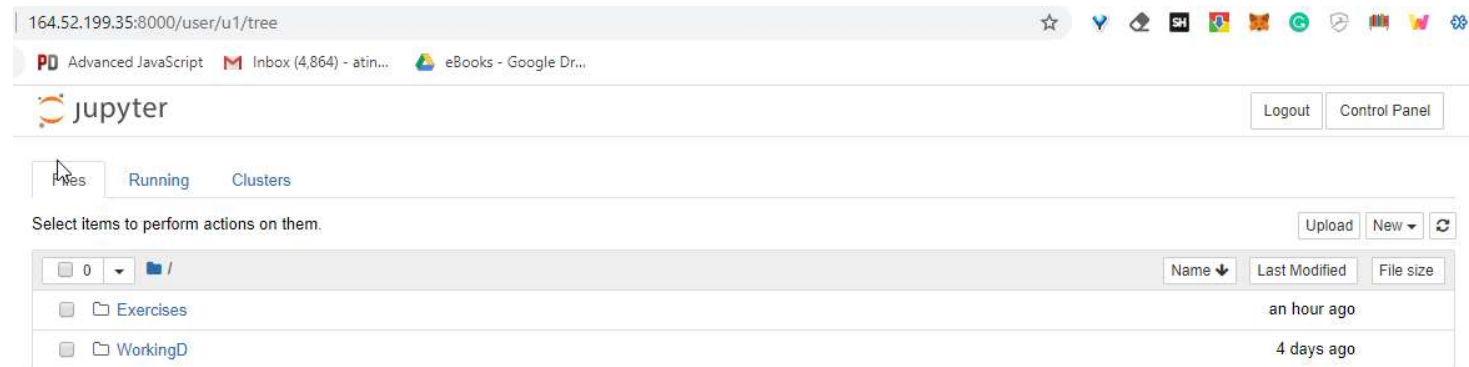 164.52.199.35:8000/user/u1/tree SH
PD Advanced JavaScript M Inbox (4,864) - atin... eBooks - Google Dr...
jupyter Logout Control Panel
Files Running Clusters
Select items to perform actions on them. Upload New
0 / Name Last Modified File size
Exercises an hour ago
WorkingD 4 days ago